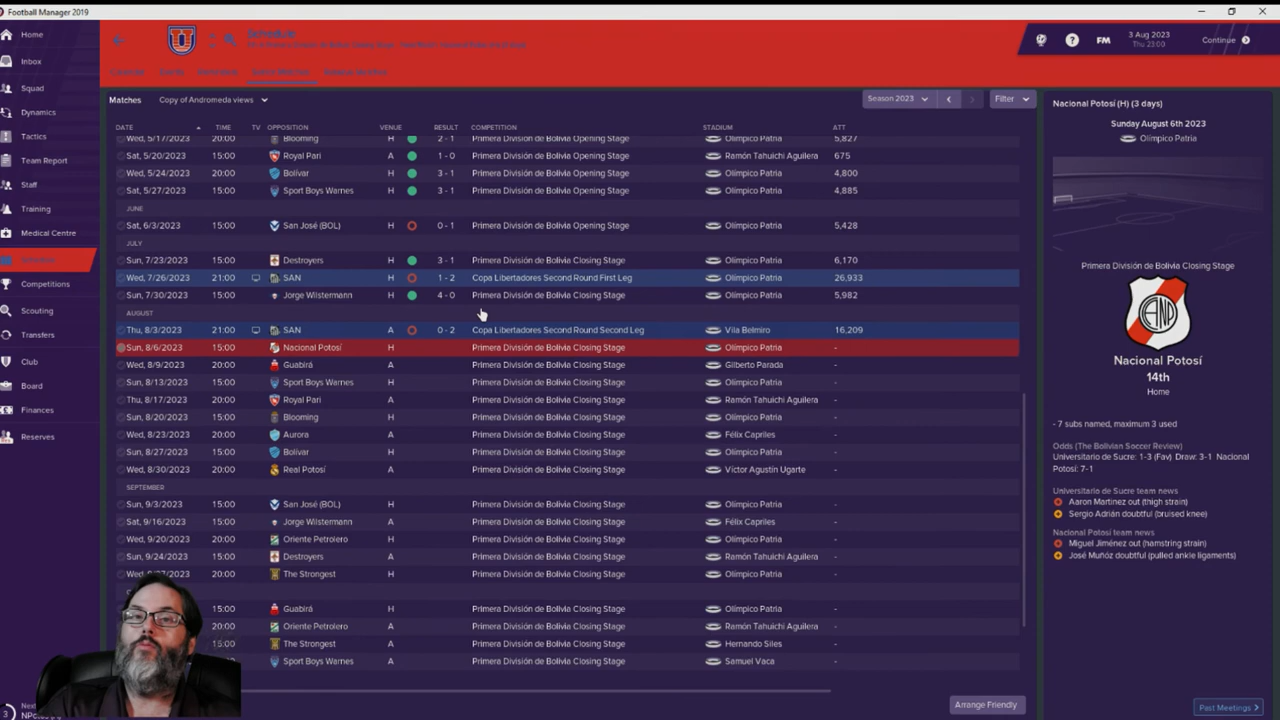 Football Manager 2019
Home
Inbox
Squad
Dynamics
Tactics
Team Report
Staff
Training
Medical Centre
Competitions
Scouting
Transfers
Club
Board
Finances
Reserves
3 Aug 2023
Thu 23:00
FM
Continue
Matches
Copy of Andromeda views
Season 2023
Filter
DATE TIME TV OPPOSITION VENUE RESULT COMPETITION STADIUM ATT
Wed, 5/17/2023 20:00 Blooming H 2 - 1 Primera División de Bolivia Opening Stage Olímpico Patria 5,827
Sat, 5/20/2023 15:00 Royal Pari A 1 - 0 Primera División de Bolivia Opening Stage Ramón Tahuichi Aguilera 675
Wed, 5/24/2023 20:00 Bolívar H 3 - 1 Primera División de Bolivia Opening Stage Olímpico Patria 4,800
Sat, 5/27/2023 15:00 Sport Boys Warnes H 3 - 1 Primera División de Bolivia Opening Stage Olímpico Patria 4,885
JUNE
Sat, 6/3/2023 15:00 San José (BOL) H 0 - 1 Primera División de Bolivia Opening Stage Olímpico Patria 5,428
JULY
Sun, 7/23/2023 15:00 Destroyers H 3 - 1 Primera División de Bolivia Closing Stage Olímpico Patria 6,170
Wed, 7/26/2023 21:00 SAN H 1 - 2 Copa Libertadores Second Round First Leg Olímpico Patria 26,933
Sun, 7/30/2023 15:00 Jorge Wilstermann H 4 - 0 Primera División de Bolivia Closing Stage Olímpico Patria 5,982
AUGUST
Thu, 8/3/2023 21:00 SAN A 0 - 2 Copa Libertadores Second Round Second Leg Vila Belmiro 16,209
Sun, 8/6/2023 15:00 Nacional Potosí H Primera División de Bolivia Closing Stage Olímpico Patria -
Wed, 8/9/2023 20:00 Guabirá A Primera División de Bolivia Closing Stage Gilberto Parada -
Sun, 8/13/2023 15:00 Sport Boys Warnes H Primera División de Bolivia Closing Stage Olímpico Patria -
Thu, 8/17/2023 20:00 Royal Pari A Primera División de Bolivia Closing Stage Ramón Tahuichi Aguilera -
Sun, 8/20/2023 15:00 Blooming H Primera División de Bolivia Closing Stage Olímpico Patria -
Wed, 8/23/2023 20:00 Aurora A Primera División de Bolivia Closing Stage Félix Capriles -
Sun, 8/27/2023 15:00 Bolívar H Primera División de Bolivia Closing Stage Olímpico Patria -
Wed, 8/30/2023 20:00 Real Potosí A Primera División de Bolivia Closing Stage Víctor Agustín Ugarte -
SEPTEMBER
Sun, 9/3/2023 15:00 San José (BOL) H Primera División de Bolivia Closing Stage Olímpico Patria -
Sat, 9/16/2023 15:00 Jorge Wilstermann A Primera División de Bolivia Closing Stage Félix Capriles -
Wed, 9/20/2023 20:00 Oriente Petrolero H Primera División de Bolivia Closing Stage Olímpico Patria -
Sun, 9/24/2023 15:00 Destroyers A Primera División de Bolivia Closing Stage Ramón Tahuichi Aguilera -
20:00 The Strongest H Primera División de Bolivia Closing Stage Olímpico Patria -
15:00 Guabirá H Primera División de Bolivia Closing Stage Olímpico Patria -
20:00 Oriente Petrolero A Primera División de Bolivia Closing Stage Ramón Tahuichi Aguilera -
15:00 The Strongest A Primera División de Bolivia Closing Stage Hernando Siles -
Sport Boys Warnes A Primera División de Bolivia Closing Stage Samuel Vaca -
Arrange Friendly
Nacional Potosí (H) (3 days)
Sunday August 6th 2023
Olímpico Patria
Primera División de Bolivia Closing Stage
Nacional Potosí
14th
Home
- 7 subs named, maximum 3 used
Odds (The Bolivian Soccer Review)
Universitario de Sucre: 1-3 (Fav) Draw: 3-1 Nacional
Potosí: 7-1
Universitario de Sucre team news
Aaron Martinez out (thigh strain)
Sergio Adrián doubtful (bruised knee)
Nacional Potosí team news
Miguel Jiménez out (hamstring strain)
José Muñóz doubtful (pulled ankle ligaments)
Past Meetings